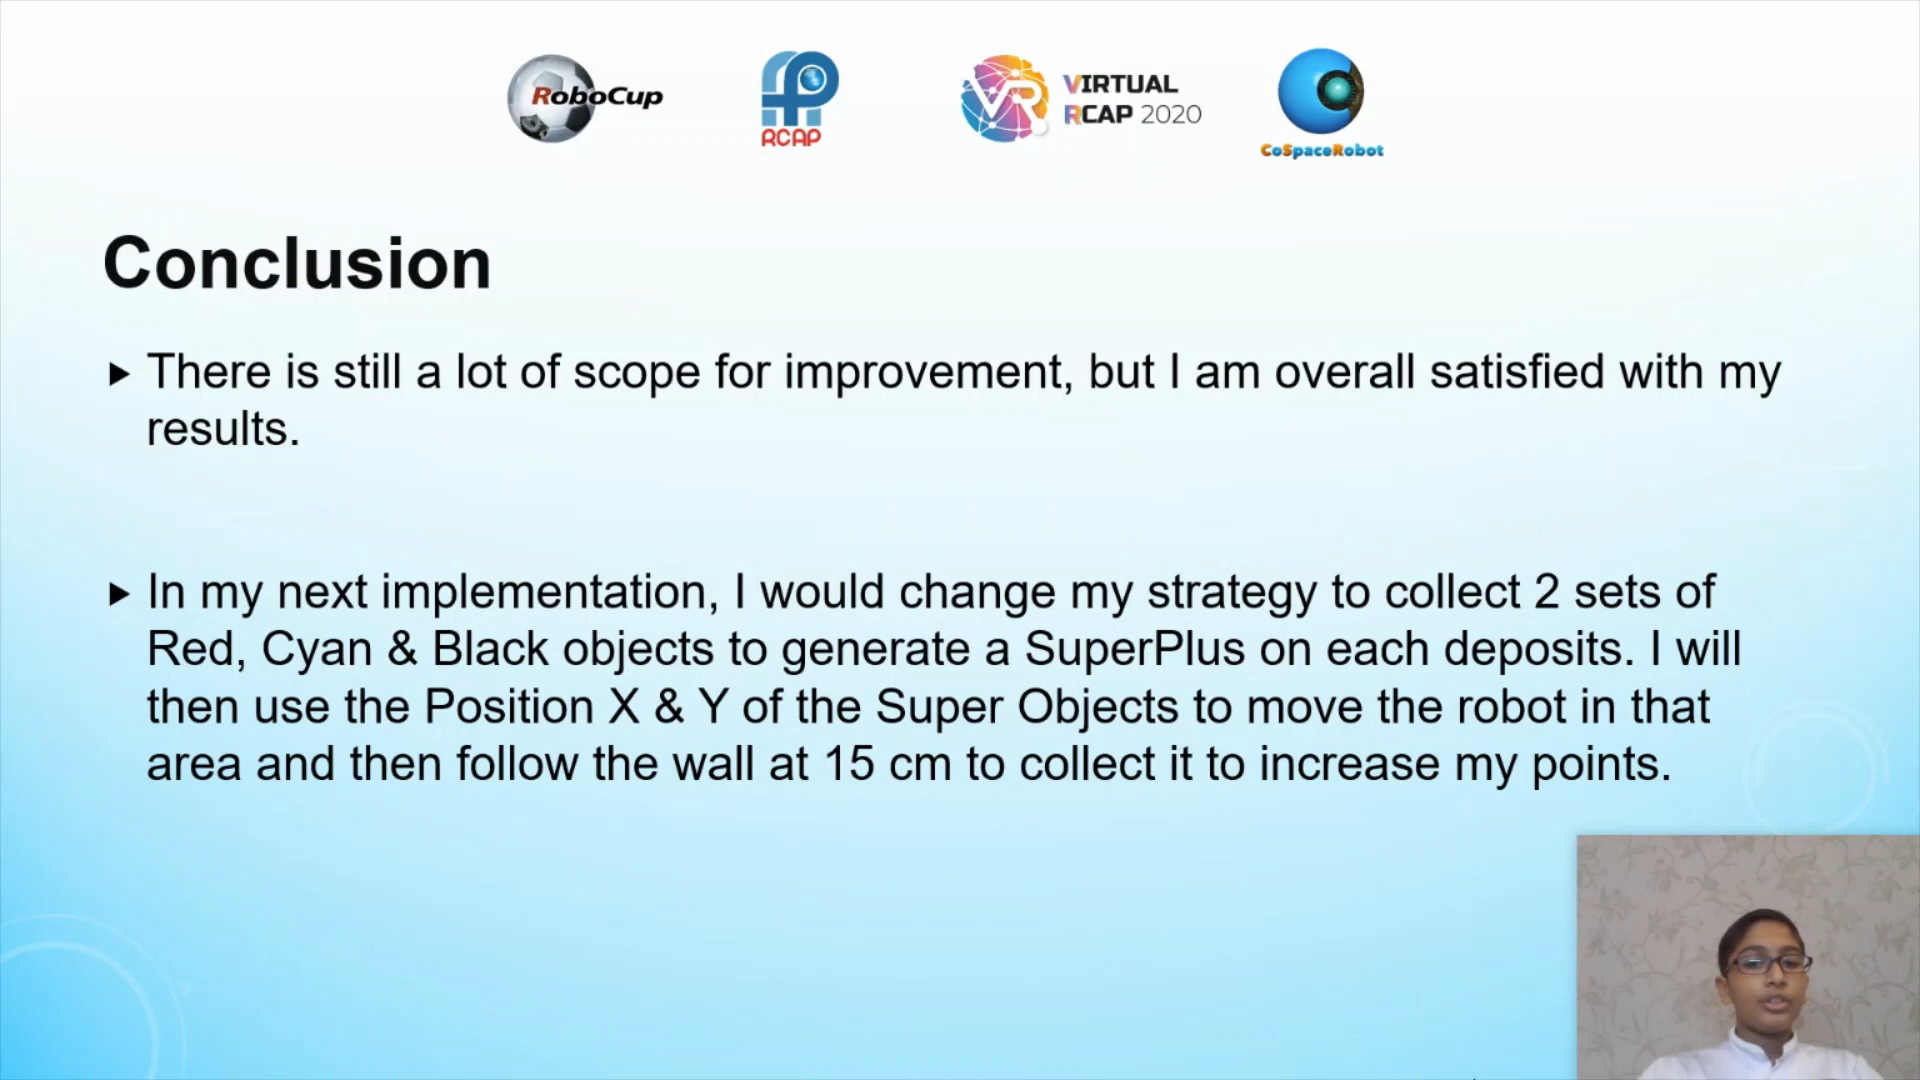 RoboCup
RCAP
VR
VIRTUAL
RCAP 2020
CoSpaceRobot
Conclusion
There is still a lot of scope for improvement, but I am overall satisfied with my
results.
In my next implementation, I would change my strategy to collect 2 sets of
Red, Cyan & Black objects to generate a SuperPlus on each deposits. I will
then use the Position X & Y of the Super Objects to move the robot in that
area and then follow the wall at 15 cm to collect it to increase my points.